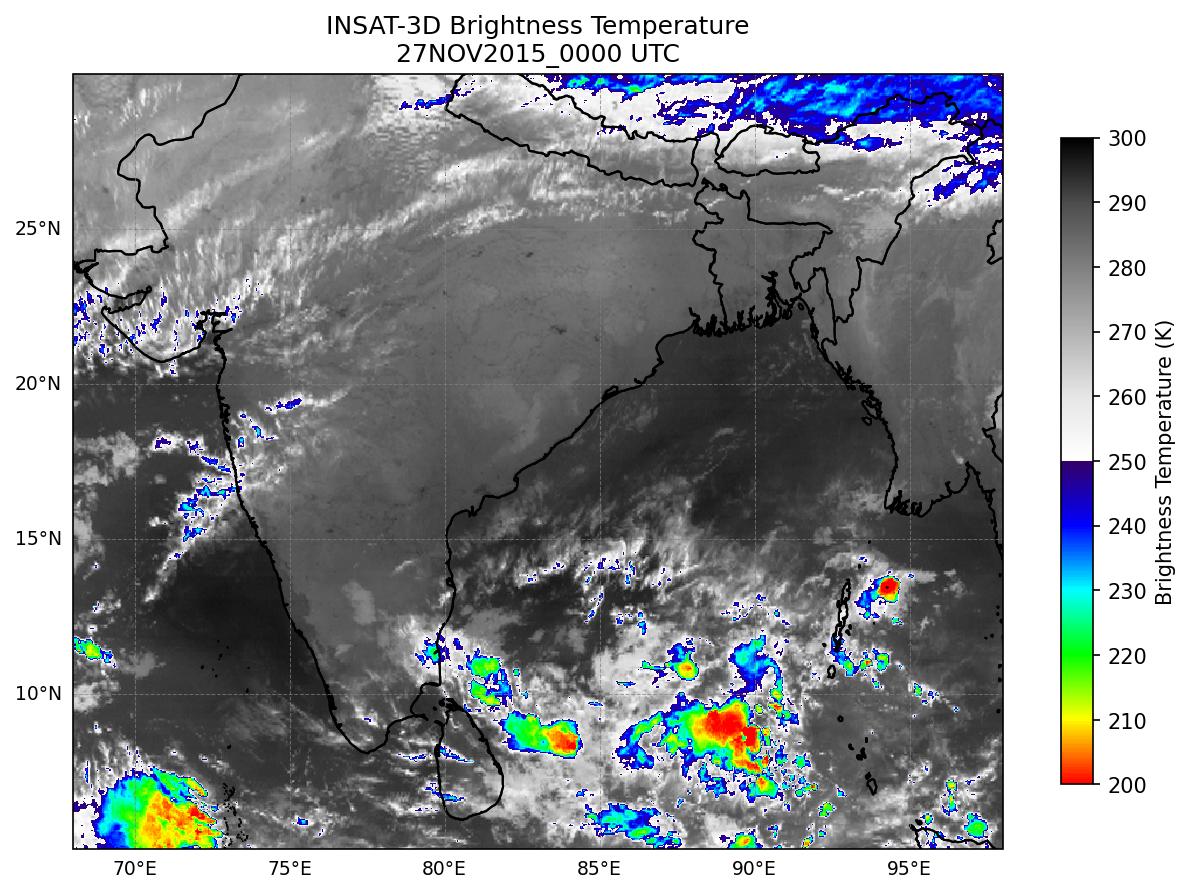 INSAT-3D Brightness Temperature
27NOV2015_0000 UTC
25°N
20°N
15°N
10°N
70°E
75°E
80°E
85°E
90°E
95°E
300
290
280
270
260
250
240
230
220
210
200
Brightness Temperature (K)